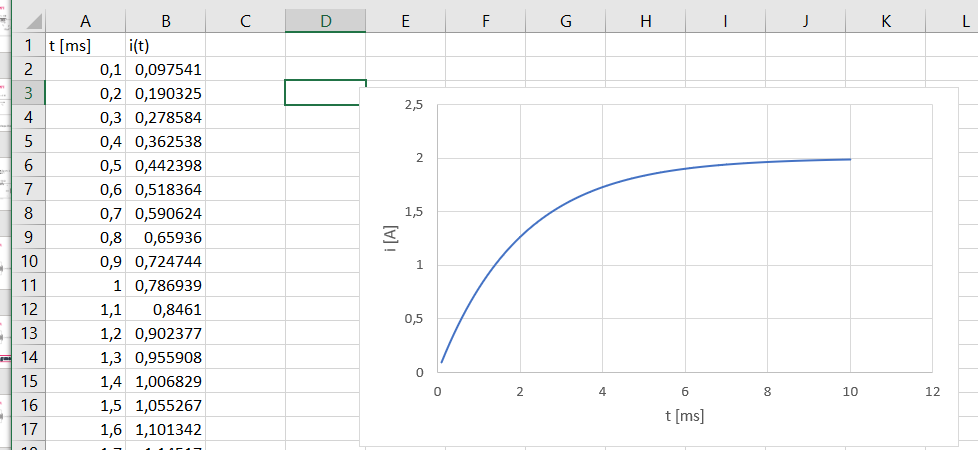 A B C D E F G H I J K L
1 t [ms] i(t)
2 0,1 0,097541
3 0,2 0,190325
4 0,3 0,278584
5 0,4 0,362538
6 0,5 0,442398
7 0,6 0,518364
8 0,7 0,590624
9 0,8 0,65936
10 0,9 0,724744
11 1 0,786939
12 1,1 0,8461
13 1,2 0,902377
14 1,3 0,955908
15 1,4 1,006829
16 1,5 1,055267
17 1,6 1,101342
2,5
2
1,5
1
0,5
0
i [A]
0 2 4 6 8 10 12
t [ms]